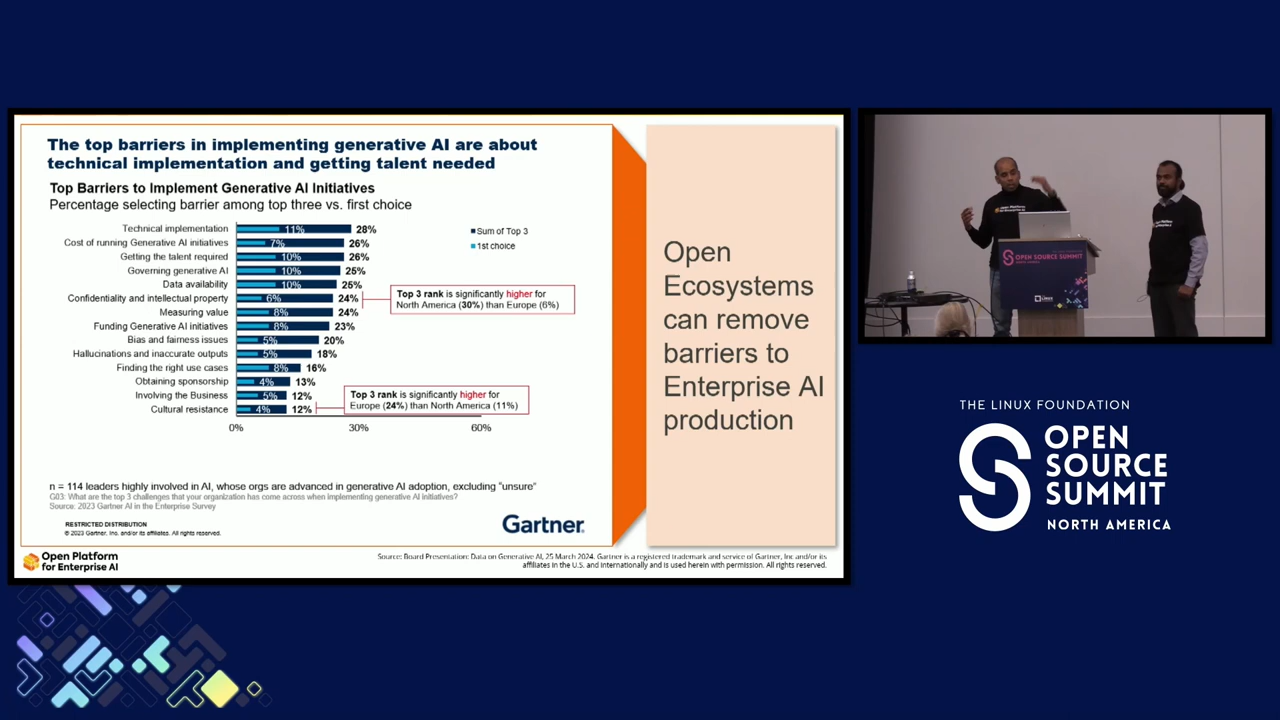 The top barriers in implementing generative AI are about
technical implementation and getting talent needed
Top Barriers to Implement Generative AI Initiatives
Percentage selecting barrier among top three vs. first choice
Sum of Top 3
1st choice
Technical implementation 11% 28%
Cost of running Generative AI initiatives 7% 26%
Getting the talent required 10% 26%
Governing generative AI 10% 25%
Data availability 10% 25%
Confidentiality and intellectual property 6% 24%
Measuring value 8% 24%
Funding Generative AI initiatives 8% 23%
Bias and fairness issues 5% 20%
Hallucinations and inaccurate outputs 5% 18%
Finding the right use cases 8% 16%
Obtaining sponsorship 4% 13%
Involving the Business 5% 12%
Cultural resistance 4% 12%
0% 30% 60%
Top 3 rank is significantly higher for
North America (30%) than Europe (6%)
Top 3 rank is significantly higher for
Europe (24%) than North America (11%)
n = 114 leaders highly involved in AI, whose orgs are advanced in generative AI adoption, excluding "unsure"
G03: What are the top 3 challenges that your organization has come across when implementing generative AI initiatives?
Source: 2023 Gartner AI in the Enterprise Survey
RESTRICTED DISTRIBUTION
© 2023 Gartner, Inc. and/or its affiliates. All rights reserved.
Gartner
Open
Ecosystems
can remove
barriers to
Enterprise AI
production
Open Platform
for Enterprise AI
Source: Board Presentation: Data on Generative AI, 25 March 2024. Gartner is a registered trademark and service of Gartner, Inc and/or its
affiliates in the U.S. and internationally and is used herein with permission. All rights reserved.
OPEN SOURCE SUMMIT
THE LINUX FOUNDATION
OPEN
SOURCE
SUMMIT
NORTH AMERICA